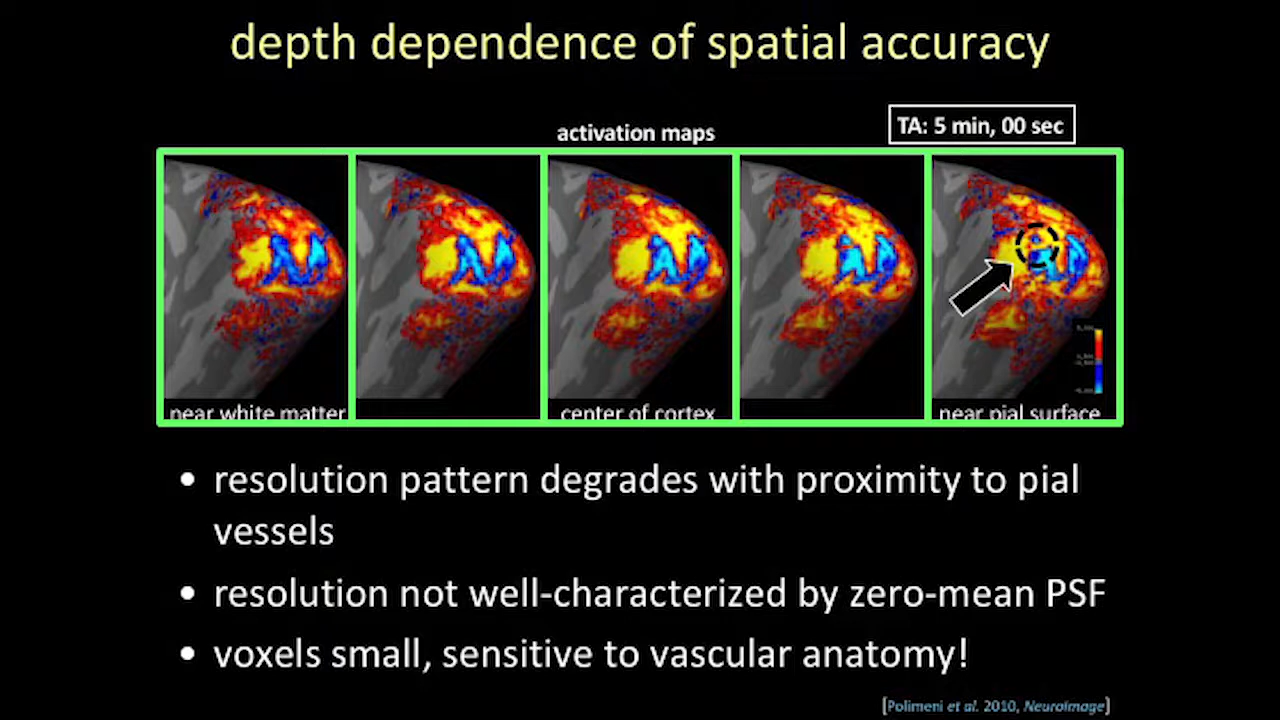 depth dependence of spatial accuracy
activation maps
TA: 5 min, 00 sec
near white matter
center of cortex
near pial surface
• resolution pattern degrades with proximity to pial
vessels
• resolution not well-characterized by zero-mean PSF
• voxels small, sensitive to vascular anatomy!
[Polimeni et al. 2010, NeuroImage]